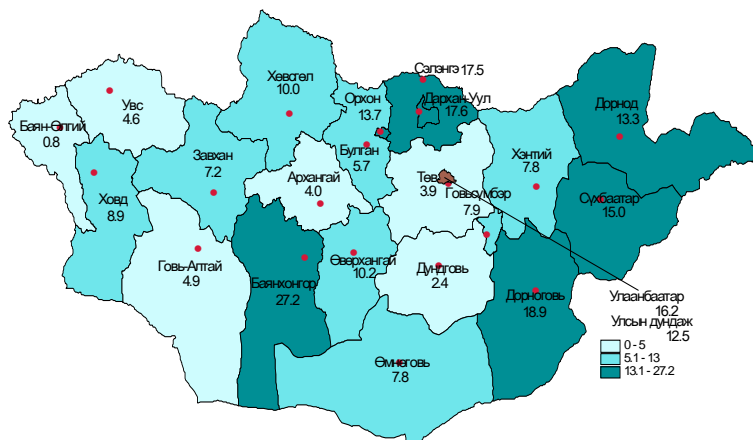 Сэлэнгэ 17.5
Хөвсгөл
10.0
Орхон
13.7
Дархан-Уул
17.6
Увс
4.6
Дорнод
13.3
Баян-Өлгий
0.8
Завхан
7.2
Булган
5.7
Хэнтий
7.8
Архангай
4.0
Төв
3.9
Говьсүмбэр
7.9
Ховд
8.9
Сүхбаатар
15.0
Говь-Алтай
4.9
Баянхонгор
27.2
Өвөрхангай
10.2
Дундговь
2.4
Дорноговь
18.9
Улаанбаатар
16.2
Улсын дундаж
12.5
Өмнөговь
7.8
0 - 5
5.1 - 13
13.1 - 27.2